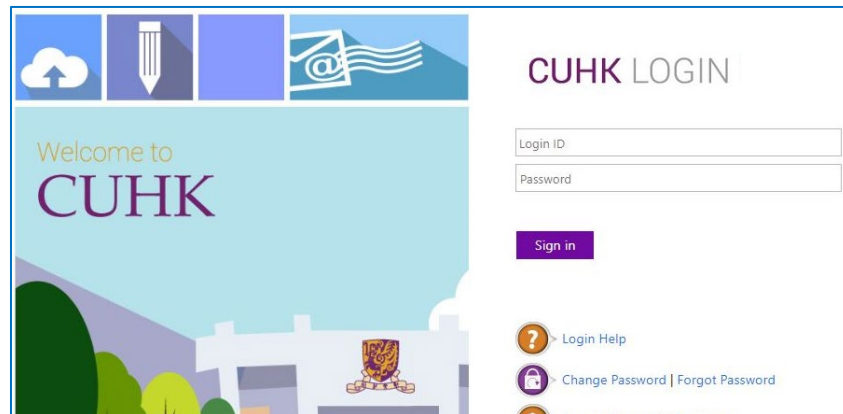 CUHK LOGIN
Login ID
Password
Sign in
Login Help
Change Password | Forgot Password
Welcome to
CUHK
@